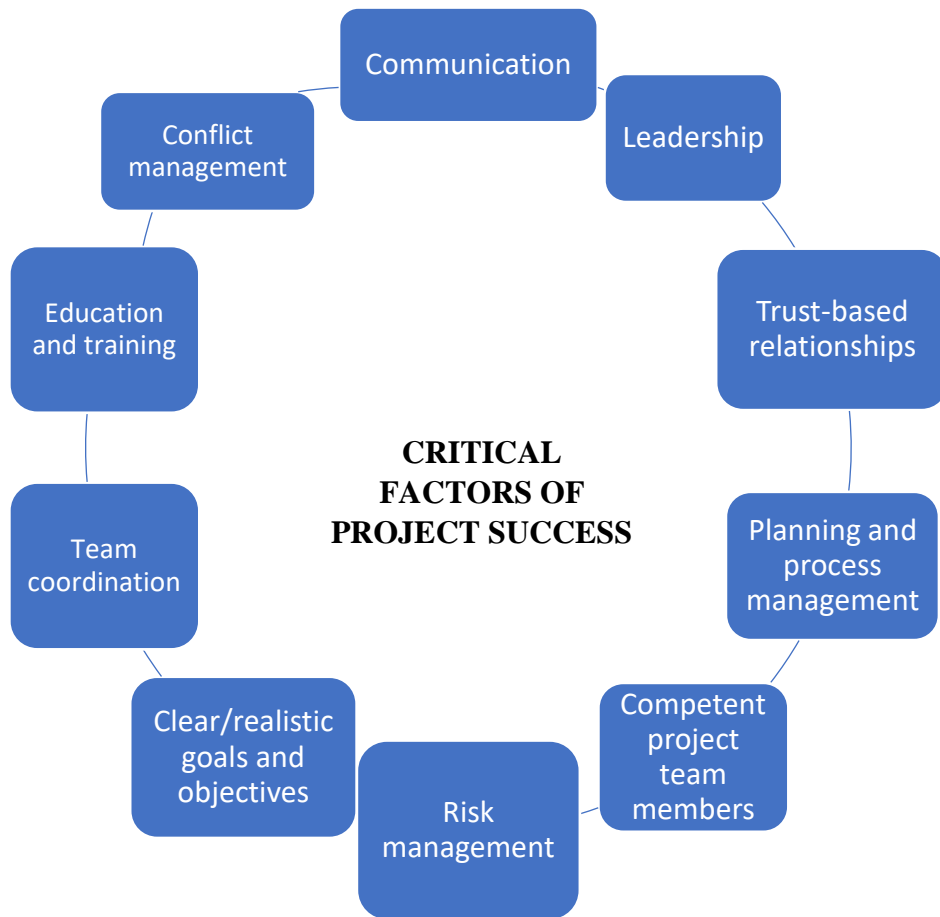 Communication
Leadership
Trust-based
relationships
Planning and
process
management
Competent
project
team
members
Risk
management
Clear/realistic
goals and
objectives
Team
coordination
Education
and training
Conflict
management
CRITICAL
FACTORS OF
PROJECT SUCCESS